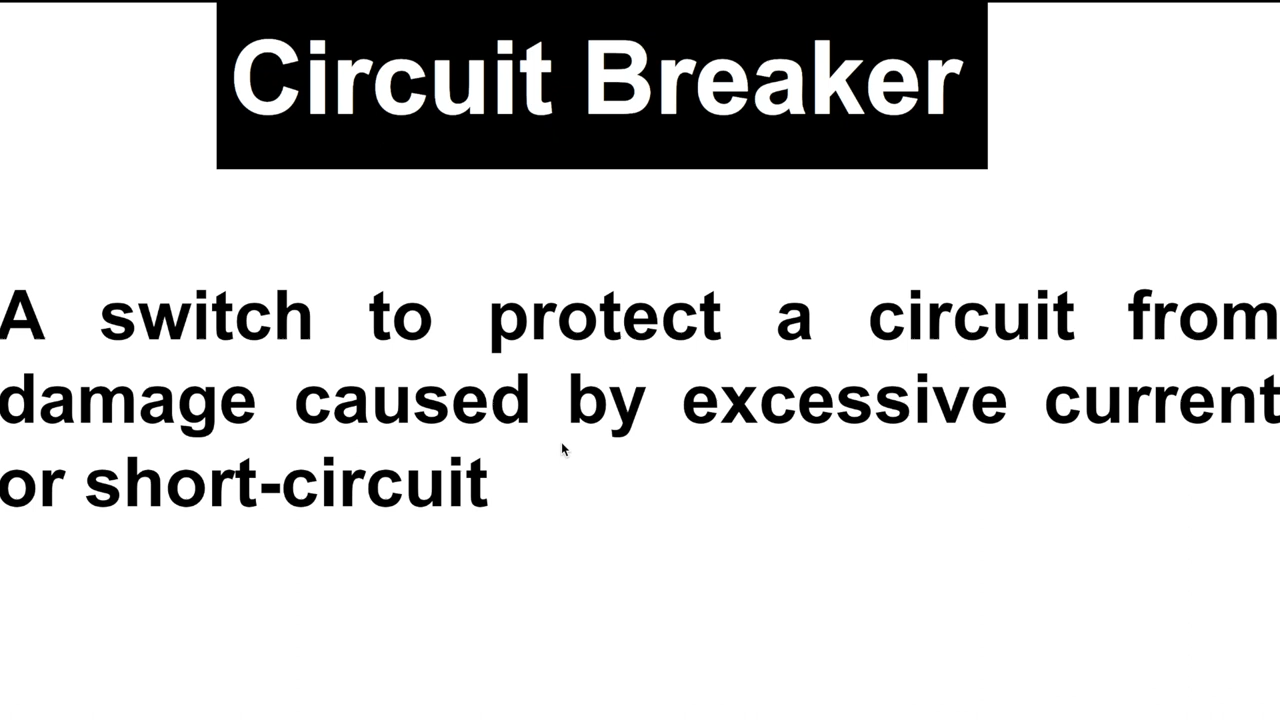 Circuit Breaker
A switch to protect a circuit from
damage caused by excessive current
or short-circuit